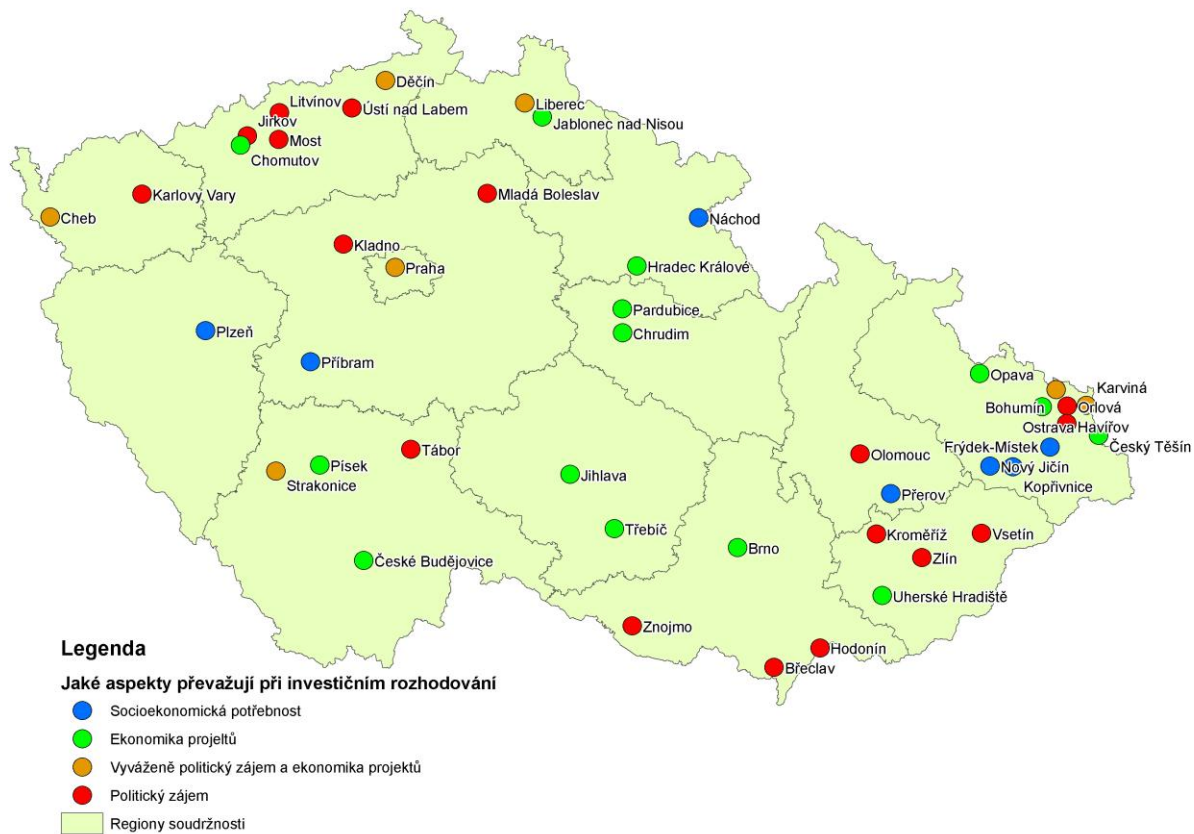 Děčín
Litvínov
Ústí nad Labem
Liberec
Jirkov
Jablonec nad Nisou
Most
Chomutov
Karlovy Vary
Mladá Boleslav
Cheb
Náchod
Kladno
Praha
Hradec Králové
Pardubice
Plzeň
Chrudim
Příbram
Opava
Karviná
Bohumín
Orlová
Ostrava
Havířov
Tábor
Frýdek-Místek
Český Těšín
Olomouc
Písek
Nový Jičín
Strakonice
Jihlava
Kopřivnice
Přerov
Třebíč
Kroměříž
Vsetín
Brno
Zlín
České Budějovice
Uherské Hradiště
Znojmo
Hodonín
Břeclav
Legenda
Jaké aspekty převažují při investičním rozhodování
Socioekonomická potřebnost
Ekonomika projeltů
Vyváženě politický zájem a ekonomika projektů
Politický zájem
Regiony soudržnosti